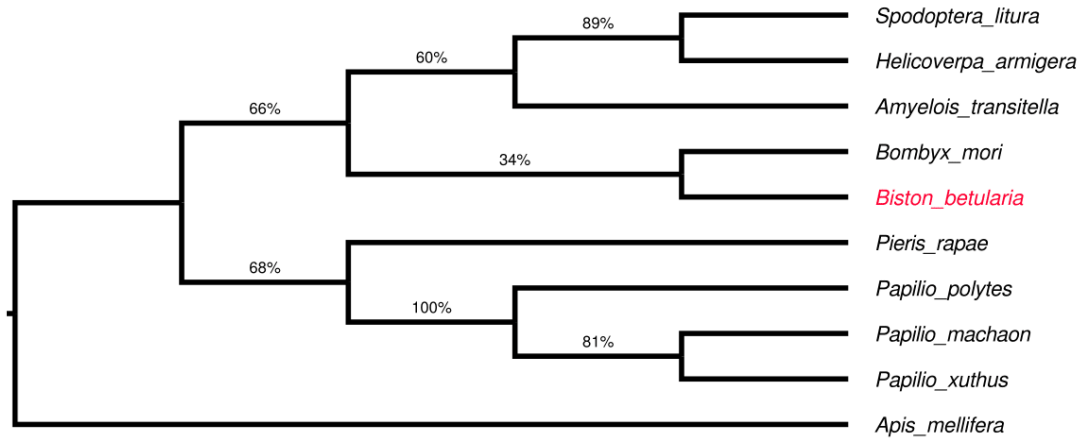 Spodoptera_litura
89%
Helicoverpa_armigera
60%
Amyelois_transitella
66%
Bombyx_mori
34%
Biston_betularia
Pieris_rapae
68%
Papilio_polytes
100%
Papilio_machaon
81%
Papilio_xuthus
Apis_mellifera